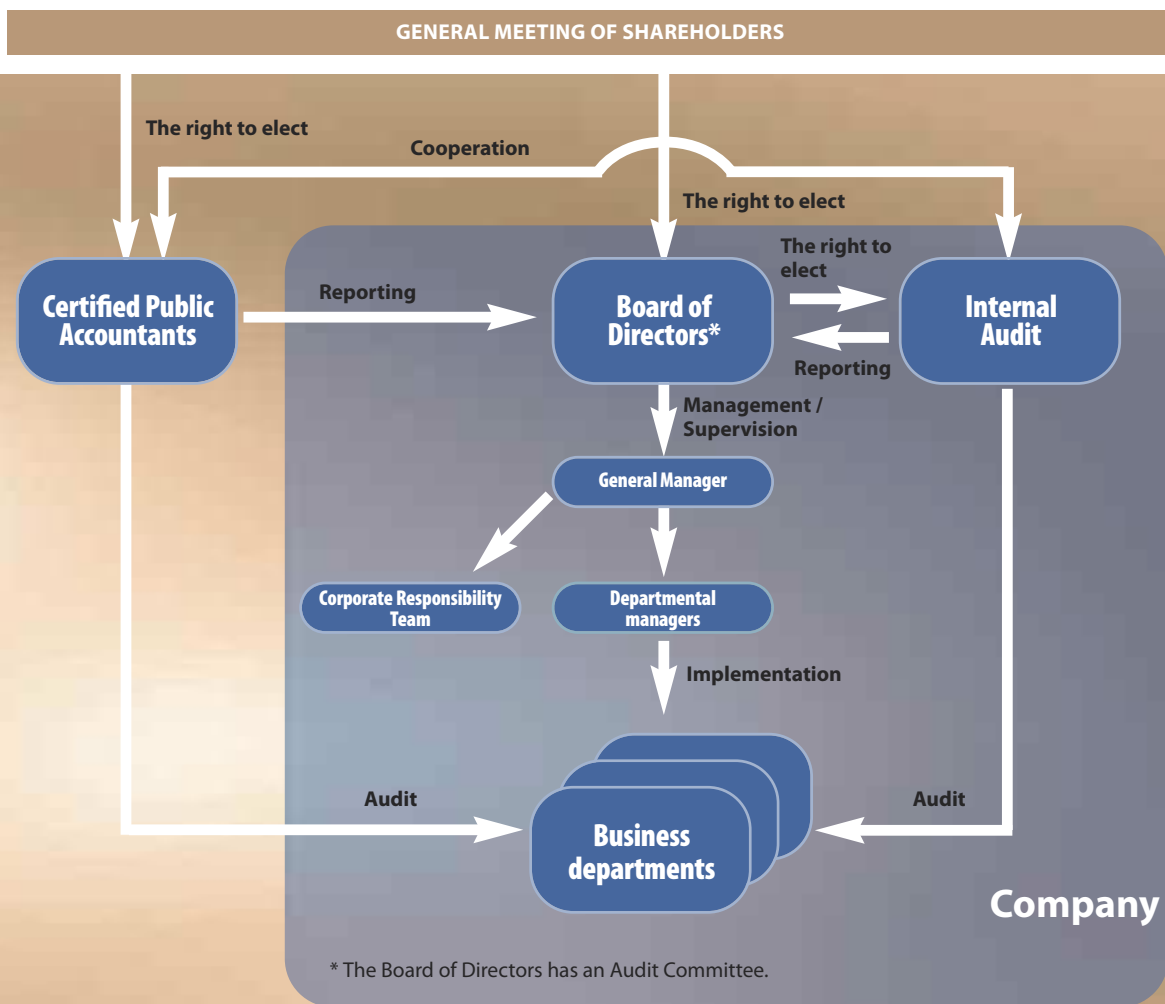 GENERAL MEETING OF SHAREHOLDERS
The right to elect
Cooperation
The right to elect
The right to
elect
Certified Public
Accountants
Reporting
Board of
Directors*
Internal
Audit
Reporting
Management /
Supervision
General Manager
Corporate Responsibility
Team
Departmental
managers
Implementation
Audit
Audit
Business
departments
Company
* The Board of Directors has an Audit Committee.